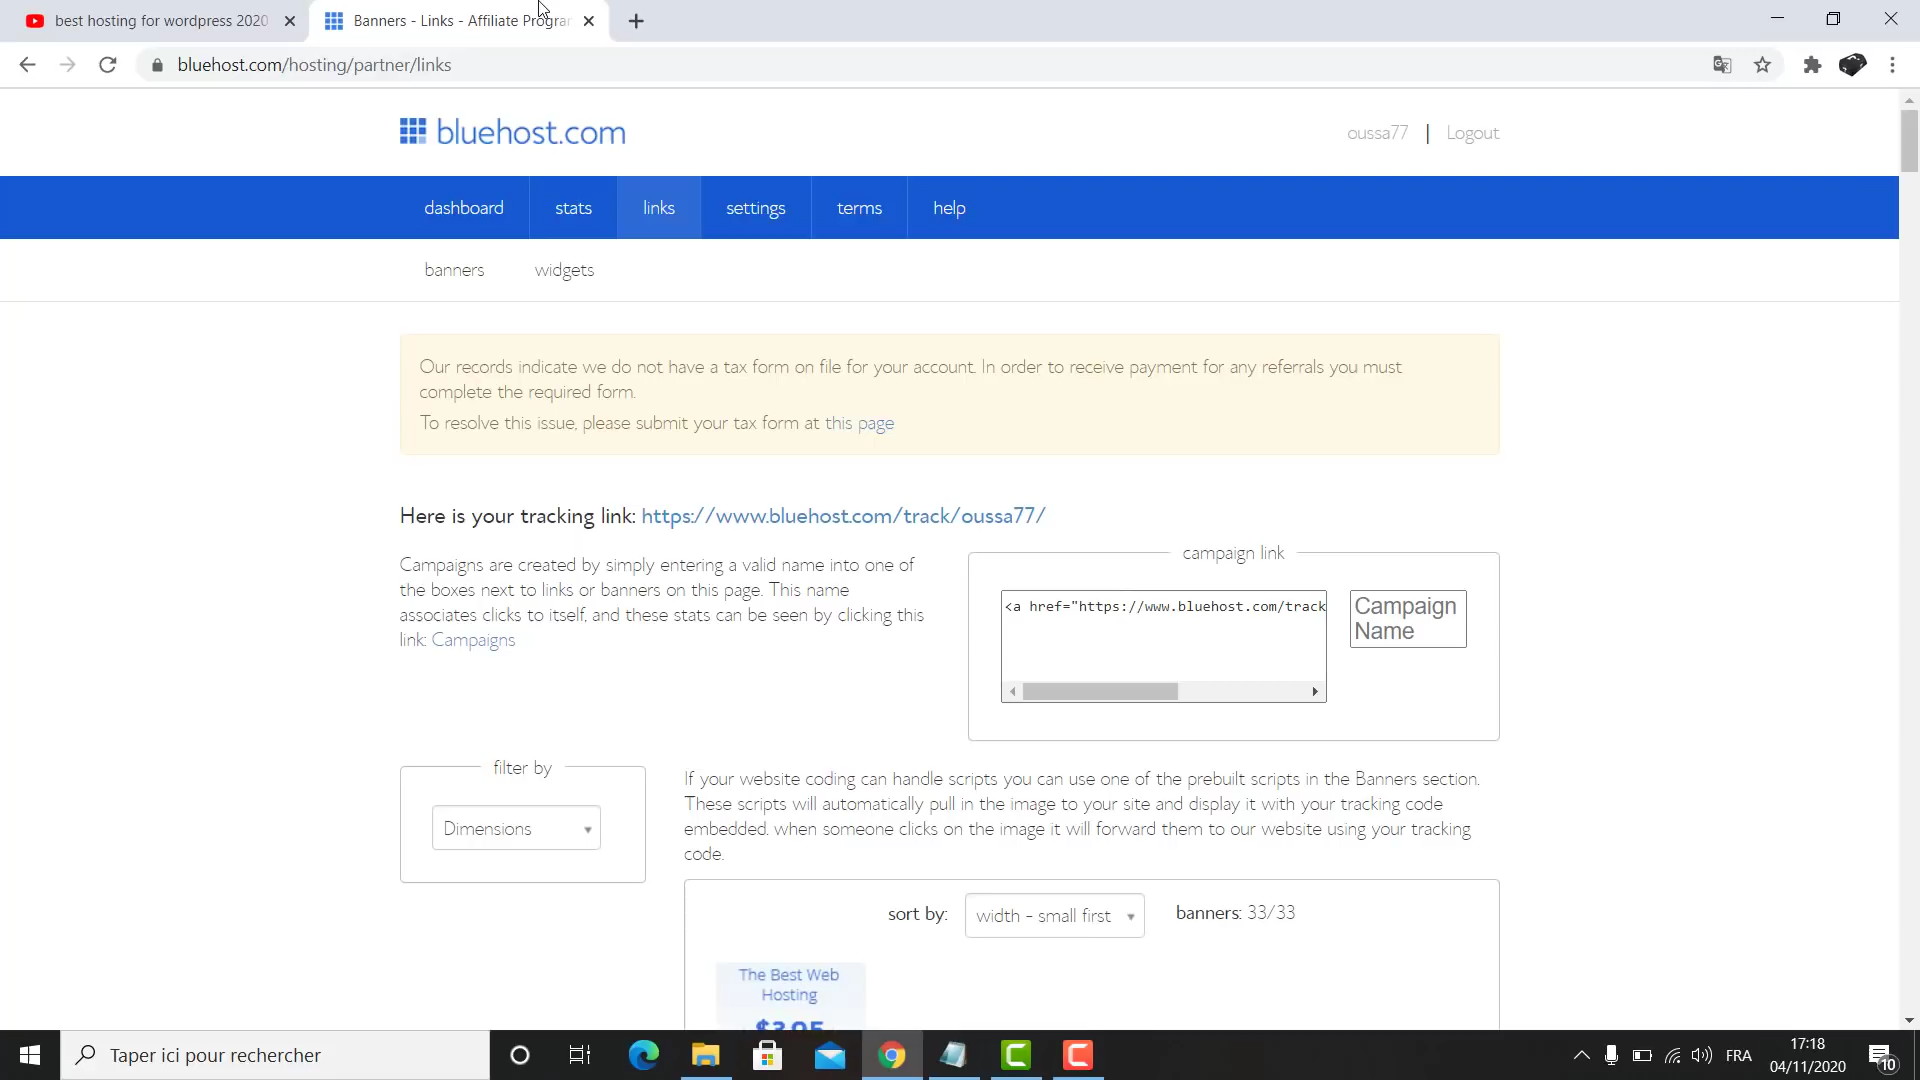 best hosting for wordpress 2020
Banners - Links - Affiliate Progra
bluehost.com/hosting/partner/links
bluehost.com
oussa77 | Logout
dashboard
stats
links
settings
terms
help
banners
widgets
Our records indicate we do not have a tax form on file for your account. In order to receive payment for any referrals you must
complete the required form.
To resolve this issue, please submit your tax form at this page
Here is your tracking link: https://www.bluehost.com/track/oussa77/
Campaigns are created by simply entering a valid name into one of
the boxes next to links or banners on this page. This name
associates clicks to itself, and these stats can be seen by clicking this
link: Campaigns
campaign link
<a href="https://www.bluehost.com/track
Campaign
Name
filter by
Dimensions
If your website coding can handle scripts you can use one of the prebuilt scripts in the Banners section.
These scripts will automatically pull in the image to your site and display it with your tracking code
embedded. when someone clicks on the image it will forward them to our website using your tracking
code.
sort by:
width - small first
banners: 33/33
The Best Web
Hosting
$3.95
Taper ici pour rechercher
FRA
17:18
04/11/2020
10